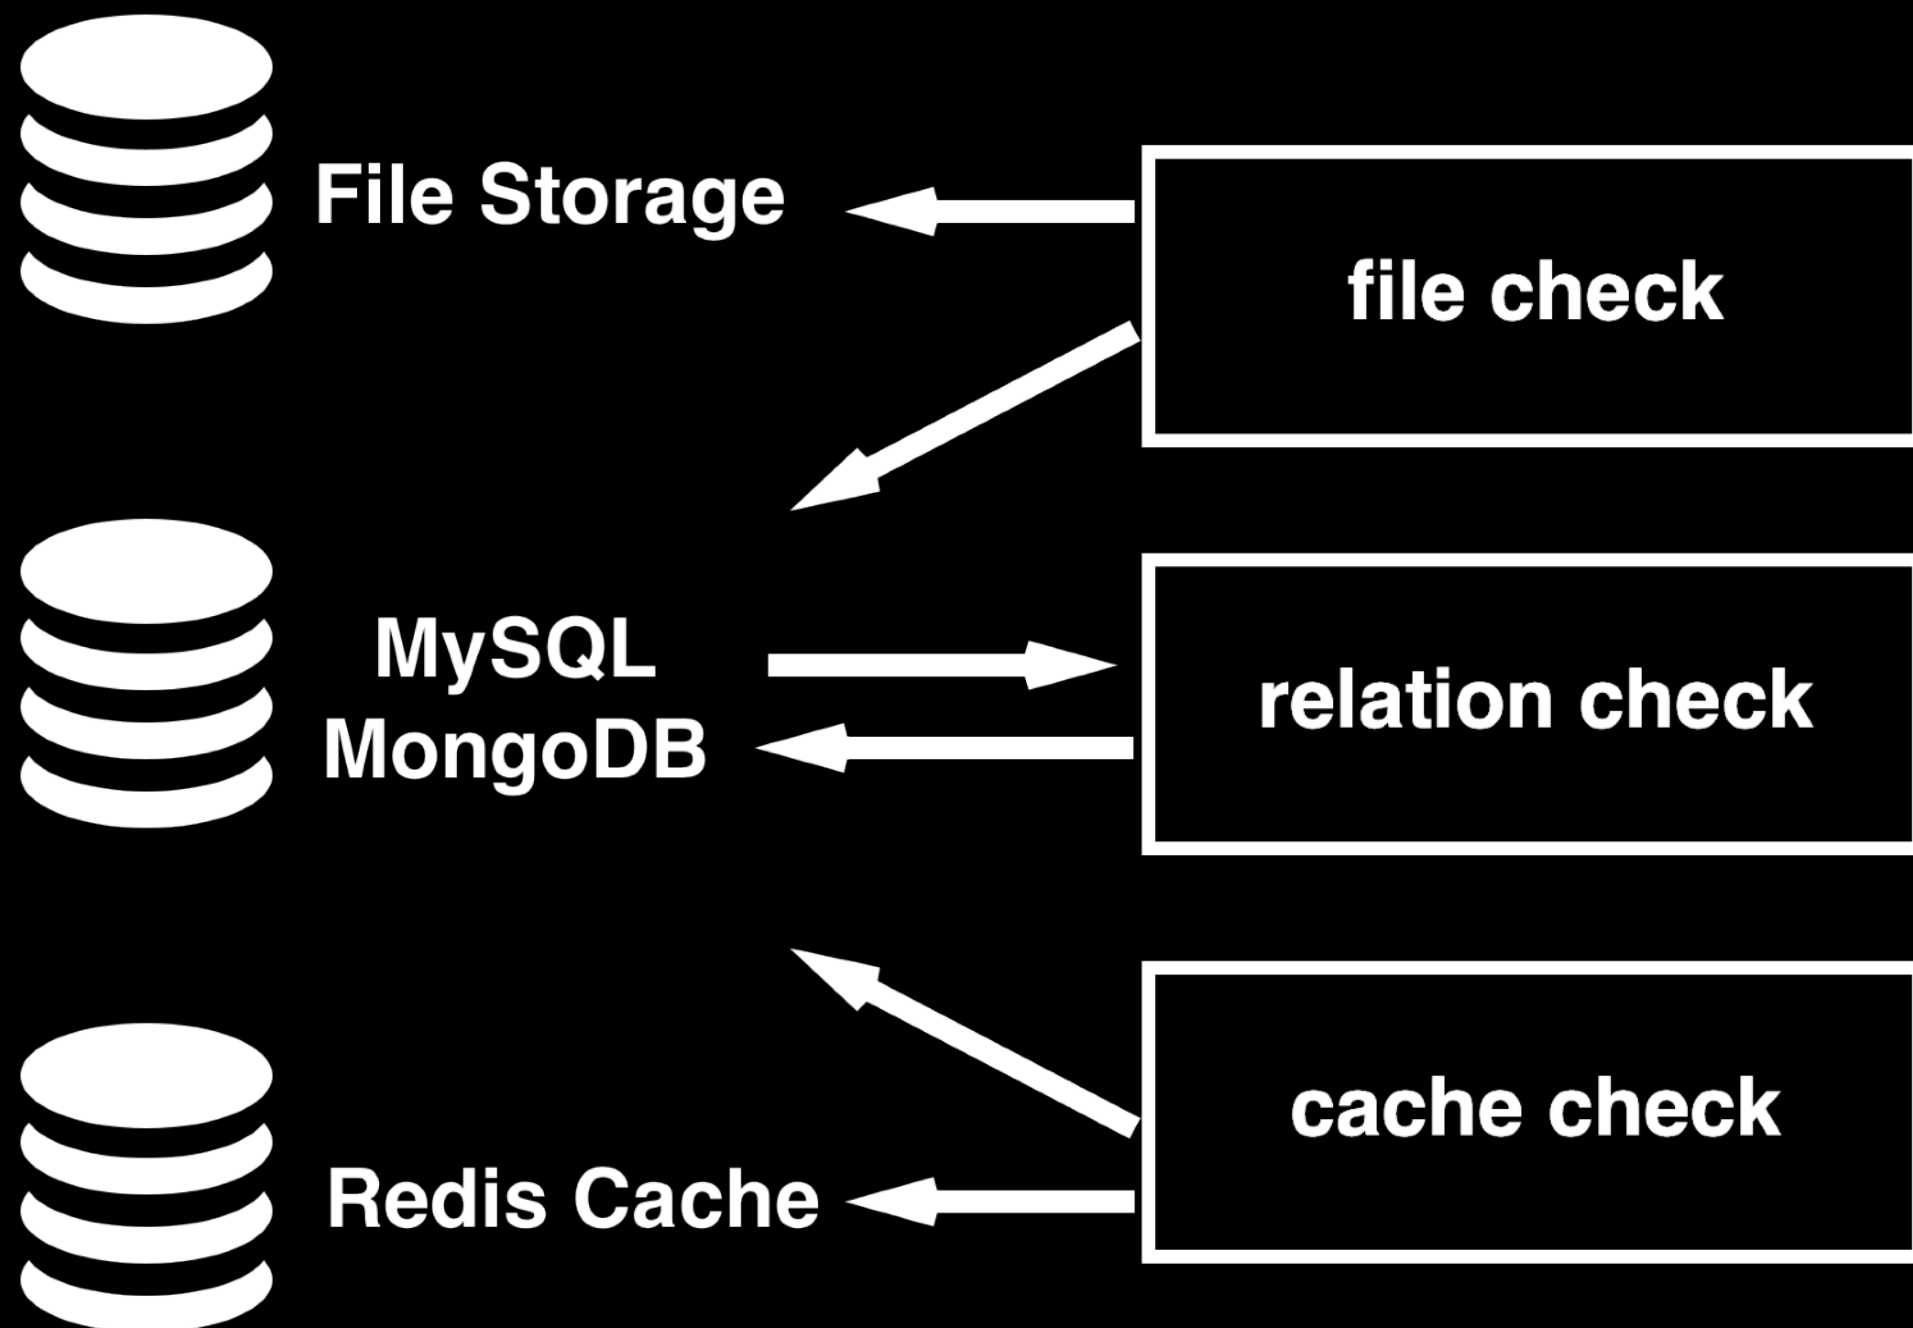 File Storage
file check
MySQL
MongoDB
relation check
cache check
Redis Cache